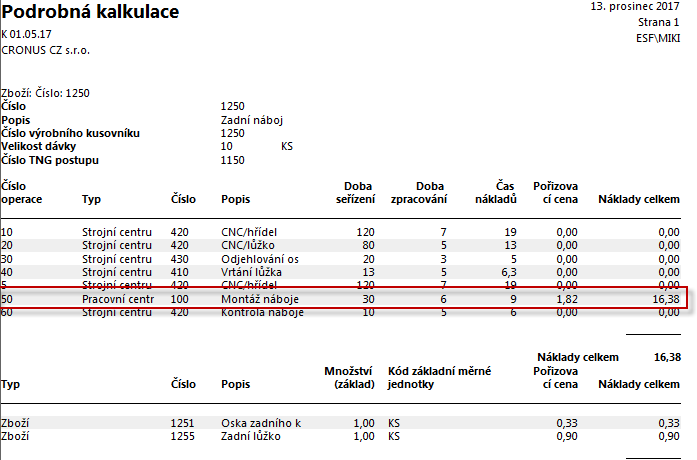 Podrobná kalkulace
13. prosinec 2017
K 01.05.17
Strana 1
CRONUS CZ s.r.o.
ESF\MIKI
Zboží: Číslo: 1250
Číslo 1250
Popis Zadní náboj
Číslo výrobního kusovníku 1250
Velikost dávky 10 KS
Číslo TNG postupu 1150
Číslo Doba Doba Čas Pořizova
operace Typ Číslo Popis seřízení zpracování nákladů cí cena Náklady celkem
10 Strojní centru 420 CNC/hřídel 120 7 19 0,00 0,00
20 Strojní centru 420 CNC/lůžko 80 5 13 0,00 0,00
30 Strojní centru 430 Odjehlování os 20 3 5 0,00 0,00
40 Strojní centru 410 Vrtání lůžka 13 5 6,3 0,00 0,00
5 Strojní centru 420 CNC/hřídel 120 7 19 0,00 0,00
50 Pracovní centr 100 Montáž náboje 30 6 9 1,82 16,38
60 Strojní centru 420 Kontrola náboje 10 5 6 0,00 0,00
Náklady celkem 16,38
Množství Kód základní měrné Pořizova
Typ Číslo Popis (základ) jednotky cí cena Náklady celkem
Zboží 1251 Oska zadního k 1,00 KS 0,33 0,33
Zboží 1255 Zadní lůžko 1,00 KS 0,90 0,90